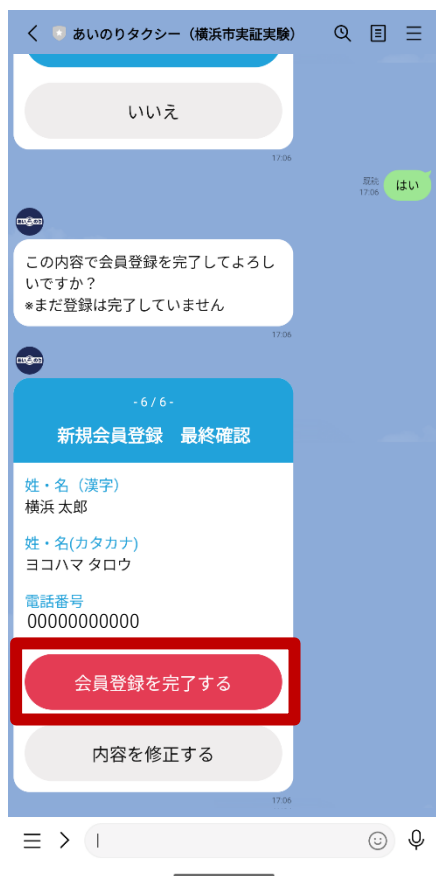 あいのりタクシー（横浜市実証実験）
いいえ
17:06
既読
17:06
はい
この内容で会員登録を完了してよろし
いですか？
※まだ登録は完了していません
17:06
- 6 / 6 -
新規会員登録　最終確認
姓・名（漢字）
横浜 太郎
姓・名(カタカナ)
ヨコハマ タロウ
電話番号
00000000000
会員登録を完了する
内容を修正する
17:06